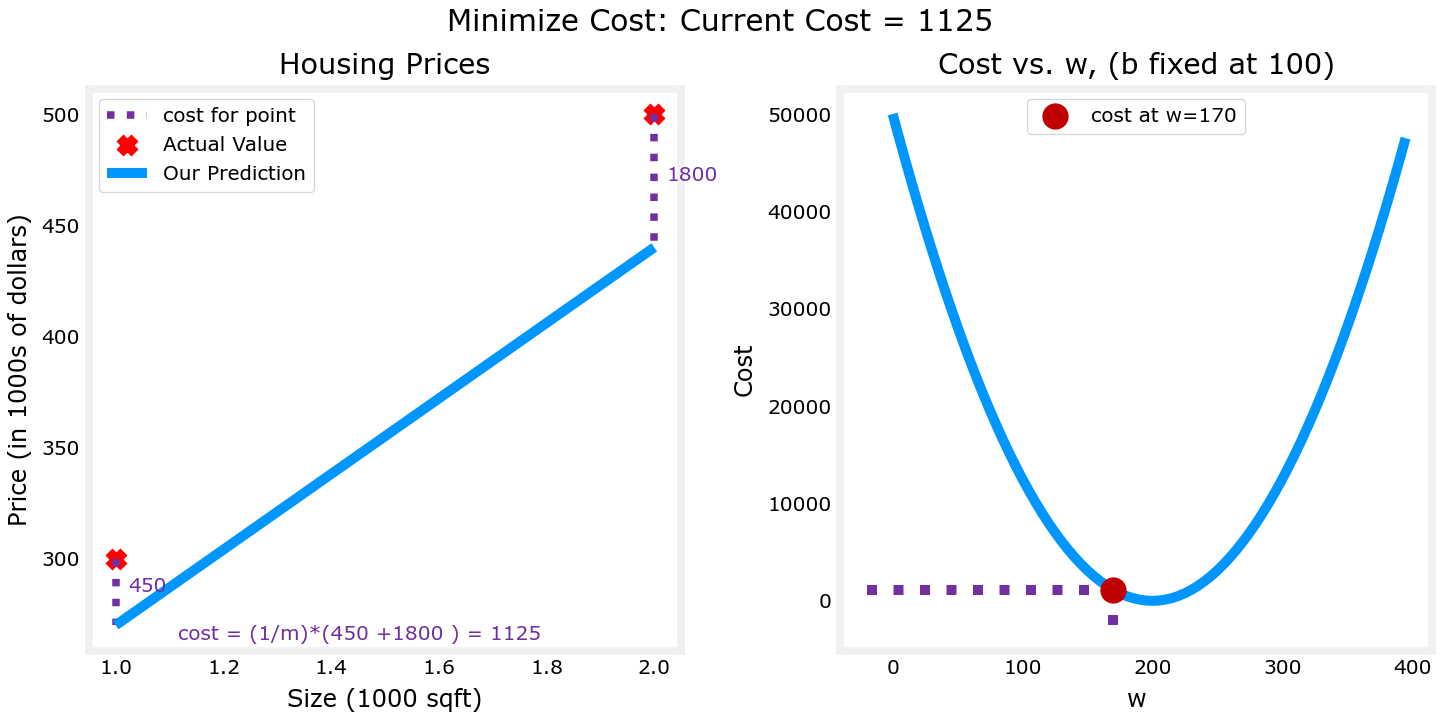 Minimize Cost: Current Cost = 1125
Housing Prices
500
450
400
350
300
Price (in 1000s of dollars)
cost for point
Actual Value
Our Prediction
1800
450
cost = (1/m)*(450 +1800 ) = 1125
1.0 1.2 1.4 1.6 1.8 2.0
Size (1000 sqft)
Cost vs. w, (b fixed at 100)
50000
40000
30000
20000
10000
0
Cost
cost at w=170
0 100 200 300 400
w